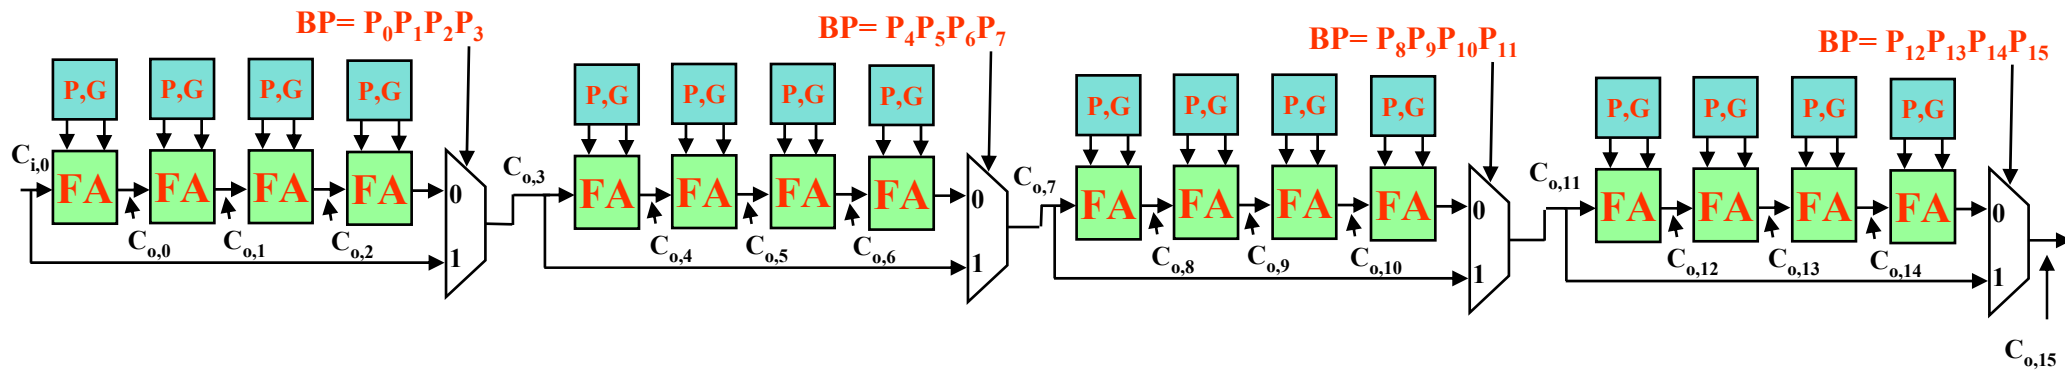 BP= P0P1P2P3
BP= P4P5P6P7
BP= P8P9P10P11
BP= P12P13P14P15
P,G P,G P,G P,G P,G P,G P,G P,G P,G P,G P,G P,G P,G P,G P,G P,G
Ci,0 Co,3 Co,7 Co,11
FA FA FA FA 0 FA FA FA FA 0 FA FA FA FA 0 FA FA FA FA 0
Co,0 Co,1 Co,2 1 Co,4 Co,5 Co,6 1 Co,8 Co,9 Co,10 1 Co,12 Co,13 Co,14 1
Co,15